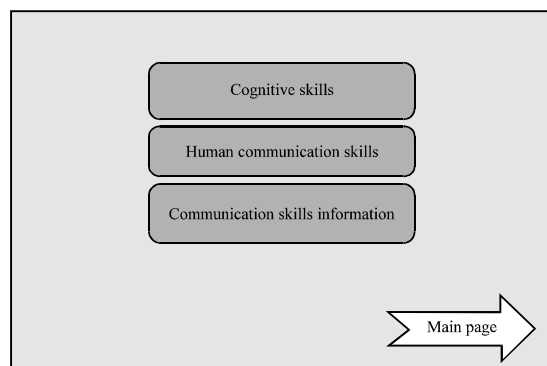 Cognitive skills
Human communication skills
Communication skills information
Main page